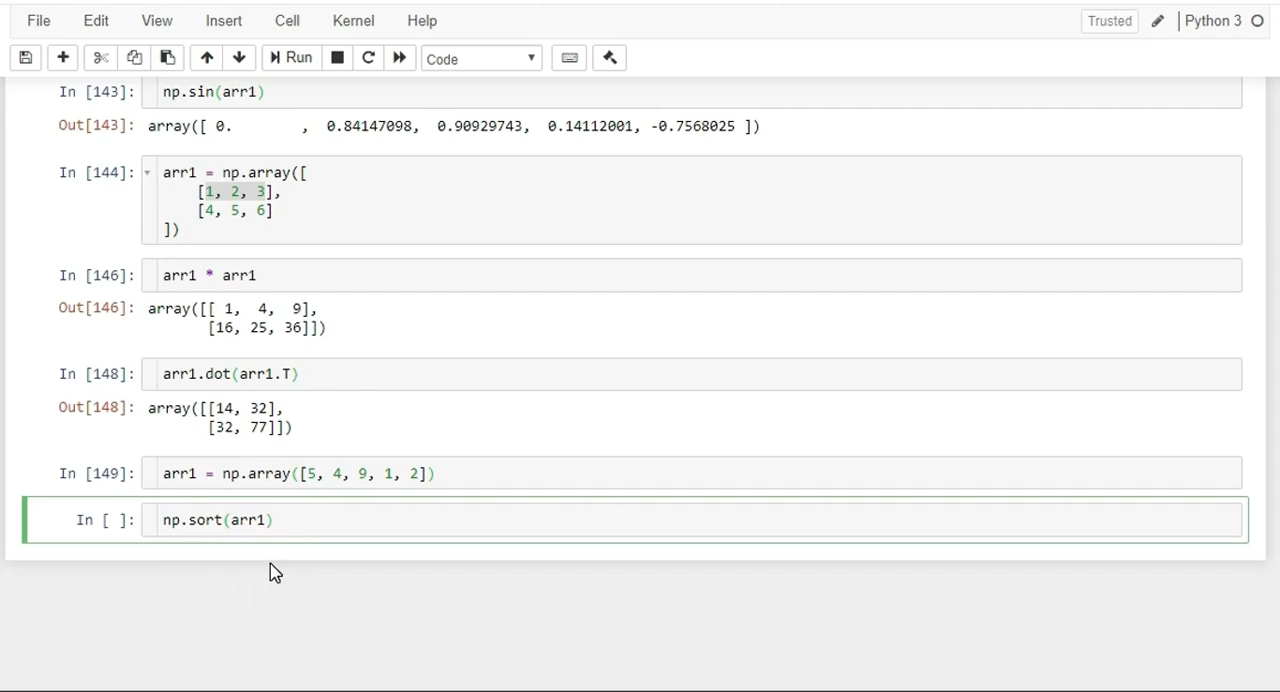 File Edit View Insert Cell Kernel Help Trusted Python 3
Run Code
In [143]: np.sin(arr1)
Out[143]: array([ 0.        ,  0.84147098,  0.90929743,  0.14112001, -0.7568025 ])
In [144]: arr1 = np.array([
[1, 2, 3],
[4, 5, 6]
])
In [146]: arr1 * arr1
Out[146]: array([[ 1,  4,  9],
[16, 25, 36]])
In [148]: arr1.dot(arr1.T)
Out[148]: array([[14, 32],
[32, 77]])
In [149]: arr1 = np.array([5, 4, 9, 1, 2])
In [ ]: np.sort(arr1)